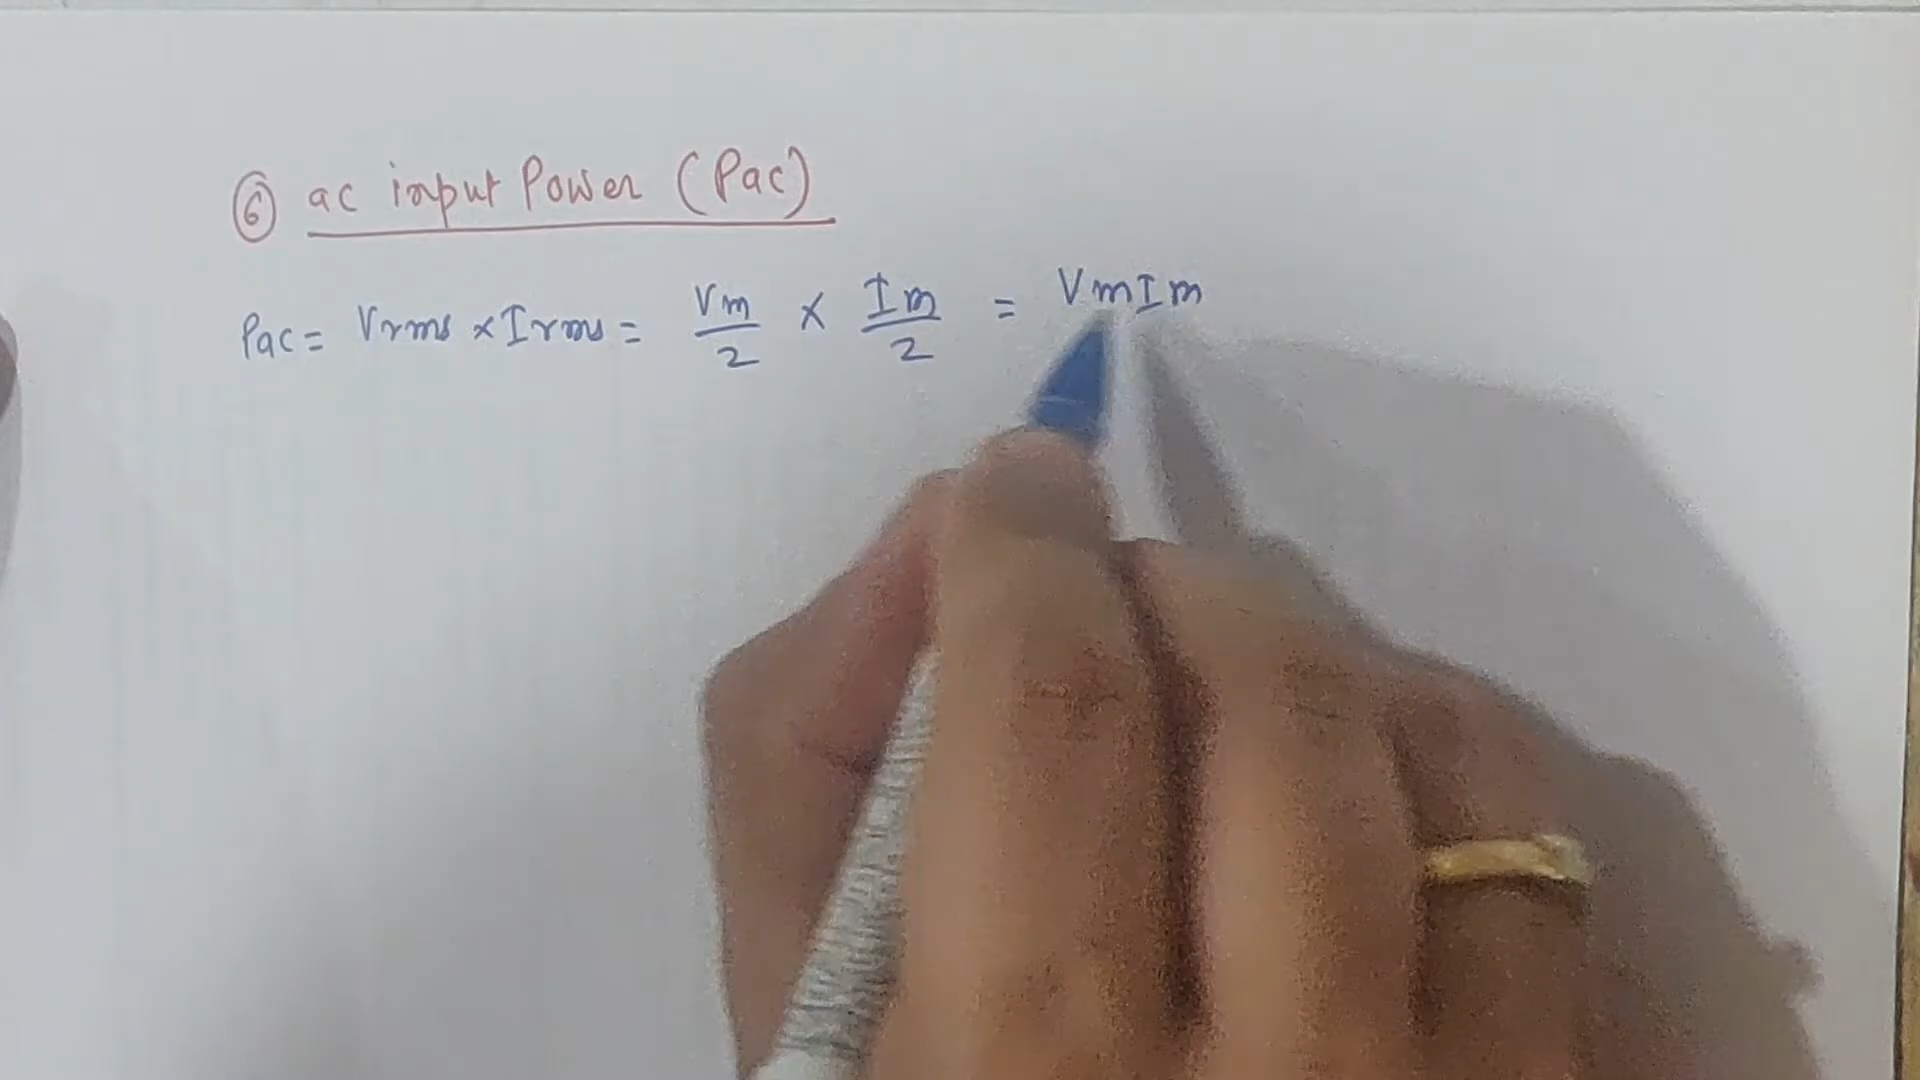 ⑥ ac input Power (Pac)
Pac = Vrms × Irms = Vm/2 × Im/2 = VmIm